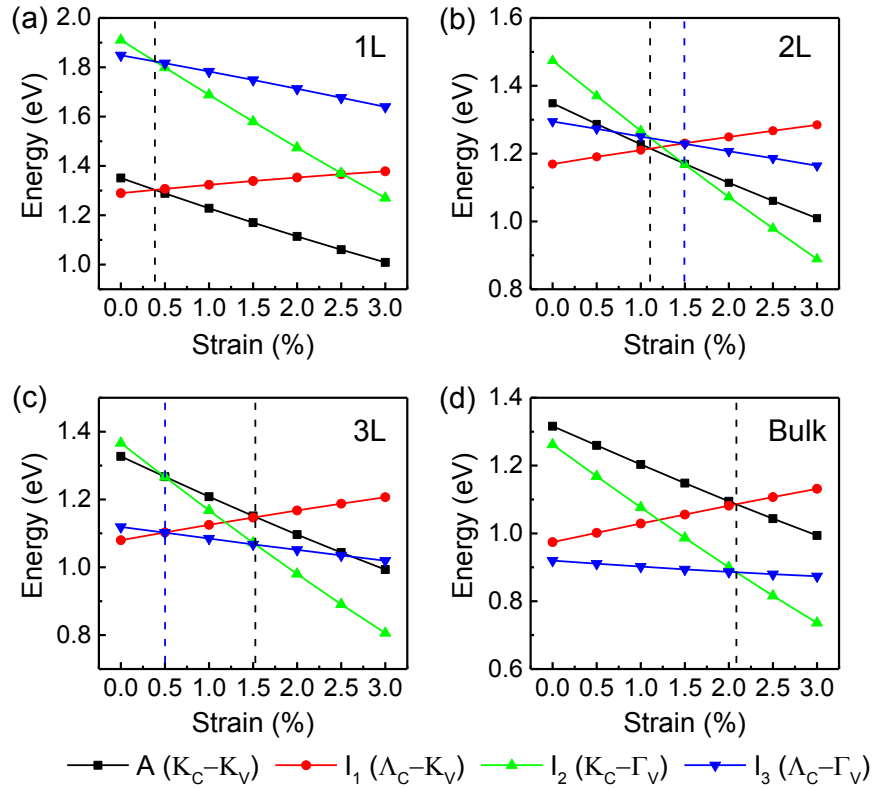 (a)
1L
2.0
1.8
1.6
1.4
1.2
1.0
Energy (eV)
0.0 0.5 1.0 1.5 2.0 2.5 3.0
Strain (%)
(b)
2L
1.6
1.4
1.2
1.0
0.8
Energy (eV)
0.0 0.5 1.0 1.5 2.0 2.5 3.0
Strain (%)
(c)
3L
1.4
1.2
1.0
0.8
Energy (eV)
0.0 0.5 1.0 1.5 2.0 2.5 3.0
Strain (%)
(d)
Bulk
1.4
1.2
1.0
0.8
0.6
Energy (eV)
0.0 0.5 1.0 1.5 2.0 2.5 3.0
Strain (%)
A (K_C–K_V) I_1 (Λ_C–K_V) I_2 (K_C–Γ_V) I_3 (Λ_C–Γ_V)